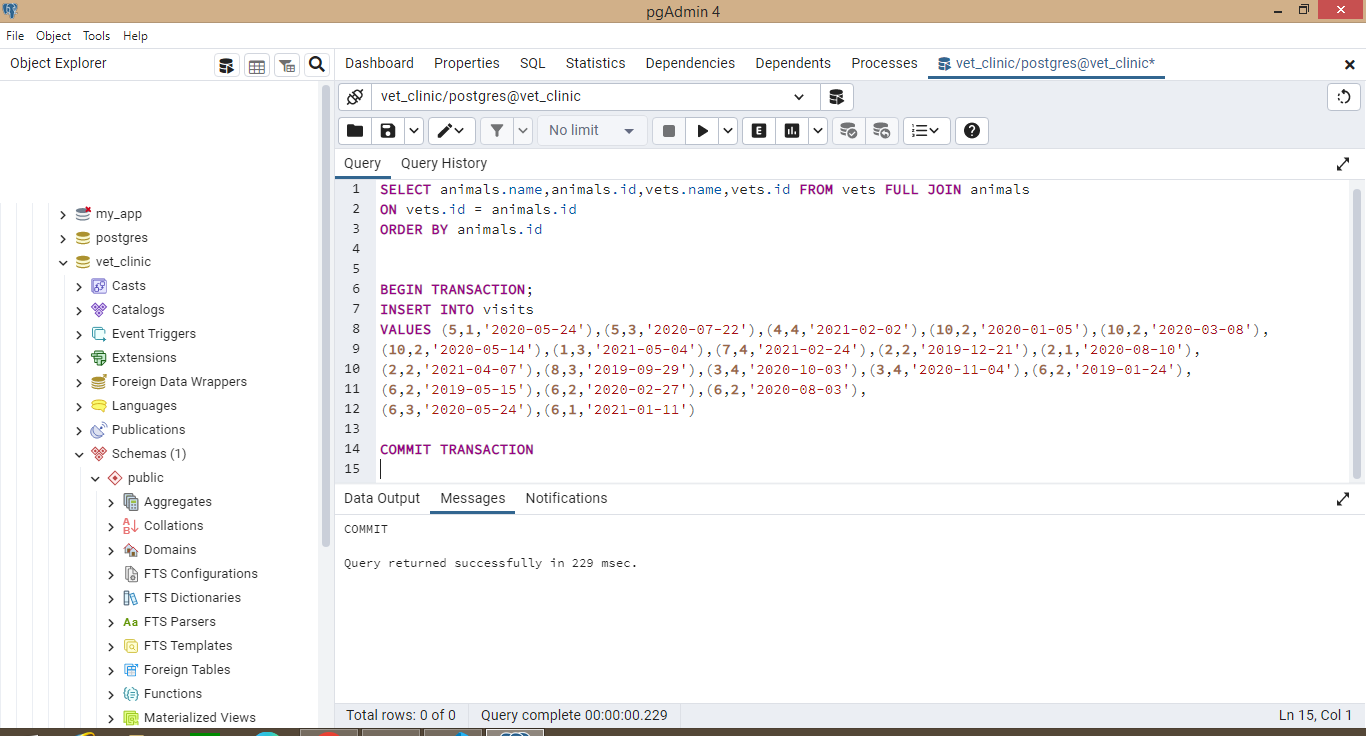 pgAdmin 4
File Object Tools Help
Object Explorer
Dashboard Properties SQL Statistics Dependencies Dependents Processes vet_clinic/postgres@vet_clinic*
vet_clinic/postgres@vet_clinic
No limit
E
Query Query History
my_app
postgres
vet_clinic
Casts
Catalogs
Event Triggers
Extensions
Foreign Data Wrappers
Languages
Publications
Schemas (1)
public
Aggregates
Collations
Domains
FTS Configurations
FTS Dictionaries
Aa FTS Parsers
FTS Templates
Foreign Tables
Functions
Materialized Views
1 SELECT animals.name,animals.id,vets.name,vets.id FROM vets FULL JOIN animals
2 ON vets.id = animals.id
3 ORDER BY animals.id
4
5
6 BEGIN TRANSACTION;
7 INSERT INTO visits
8 VALUES (5,1,'2020-05-24'),(5,3,'2020-07-22'),(4,4,'2021-02-02'),(10,2,'2020-01-05'),(10,2,'2020-03-08'),
9 (10,2,'2020-05-14'),(1,3,'2021-05-04'),(7,4,'2021-02-24'),(2,2,'2019-12-21'),(2,1,'2020-08-10'),
10 (2,2,'2021-04-07'),(8,3,'2019-09-29'),(3,4,'2020-10-03'),(3,4,'2020-11-04'),(6,2,'2019-01-24'),
11 (6,2,'2019-05-15'),(6,2,'2020-02-27'),(6,2,'2020-08-03'),
12 (6,3,'2020-05-24'),(6,1,'2021-01-11')
13
14 COMMIT TRANSACTION
15
Data Output Messages Notifications
COMMIT
Query returned successfully in 229 msec.
Total rows: 0 of 0 Query complete 00:00:00.229 Ln 15, Col 1